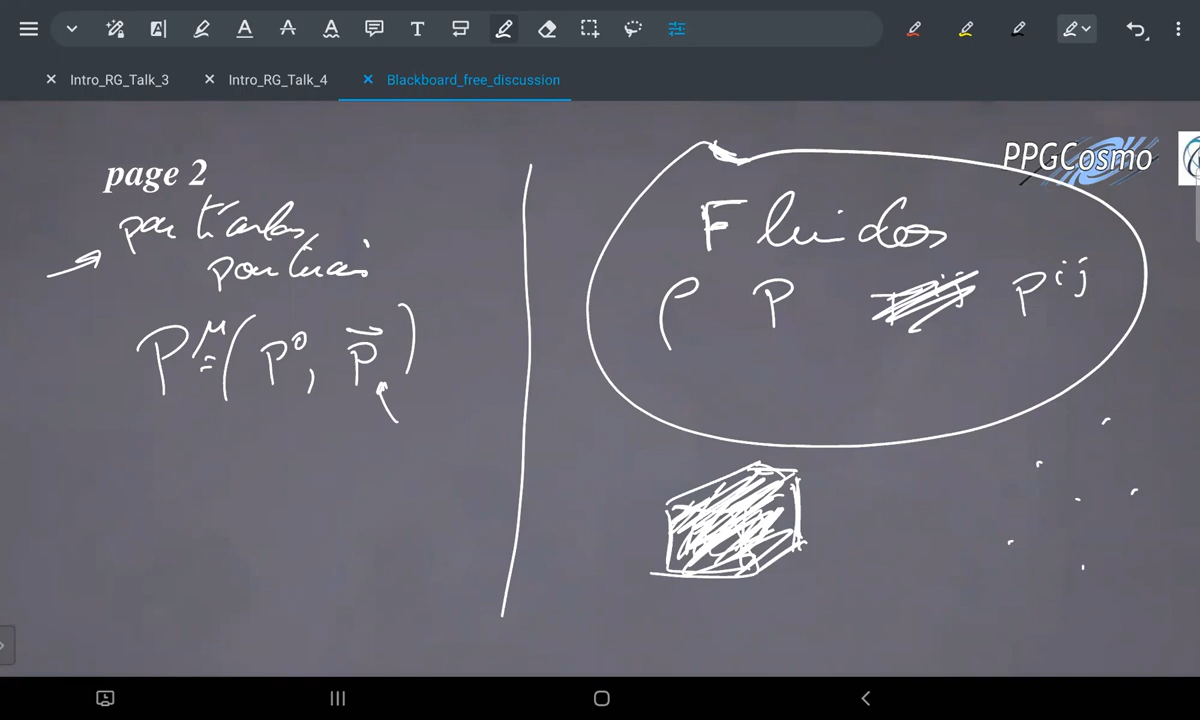 Intro_RG_Talk_3
Intro_RG_Talk_4
Blackboard_free_discussion
page 2
PPGCosmo
partículas
pontuais
P^μ = (p^0, p⃗)
Fluidos
ρ p p^{ij}